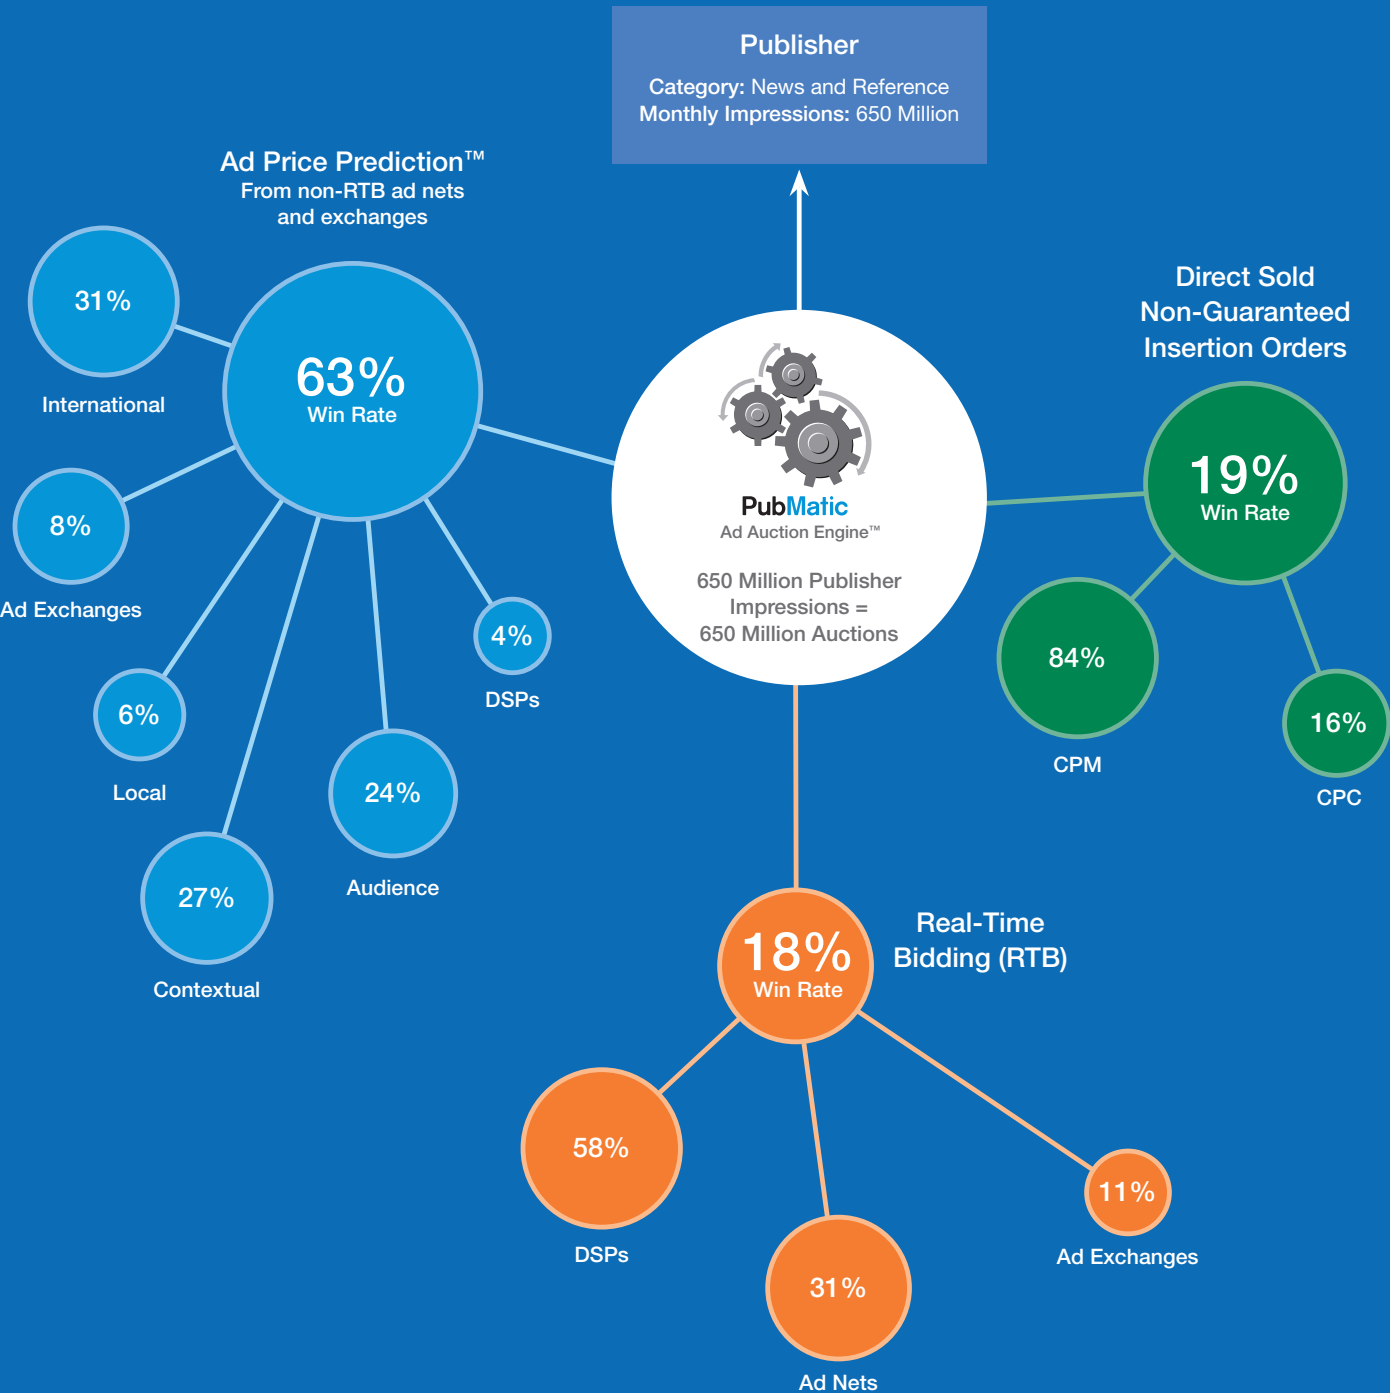 Publisher
Category: News and Reference
Monthly Impressions: 650 Million
Ad Price Prediction™
From non-RTB ad nets
and exchanges
31%
International
63%
Win Rate
8%
Ad Exchanges
6%
Local
27%
Contextual
24%
Audience
4%
DSPs
PubMatic
Ad Auction Engine™
650 Million Publisher
Impressions =
650 Million Auctions
Direct Sold
Non-Guaranteed
Insertion Orders
19%
Win Rate
84%
CPM
16%
CPC
Real-Time
Bidding (RTB)
18%
Win Rate
58%
DSPs
31%
Ad Nets
11%
Ad Exchanges